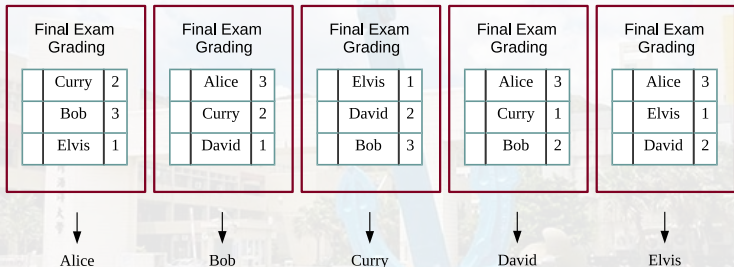 Final Exam
Grading
Curry 2
Bob 3
Elvis 1
Alice
Final Exam
Grading
Alice 3
Curry 2
David 1
Bob
Final Exam
Grading
Elvis 1
David 2
Bob 3
Curry
Final Exam
Grading
Alice 3
Curry 1
Bob 2
David
Final Exam
Grading
Alice 3
Elvis 1
David 2
Elvis